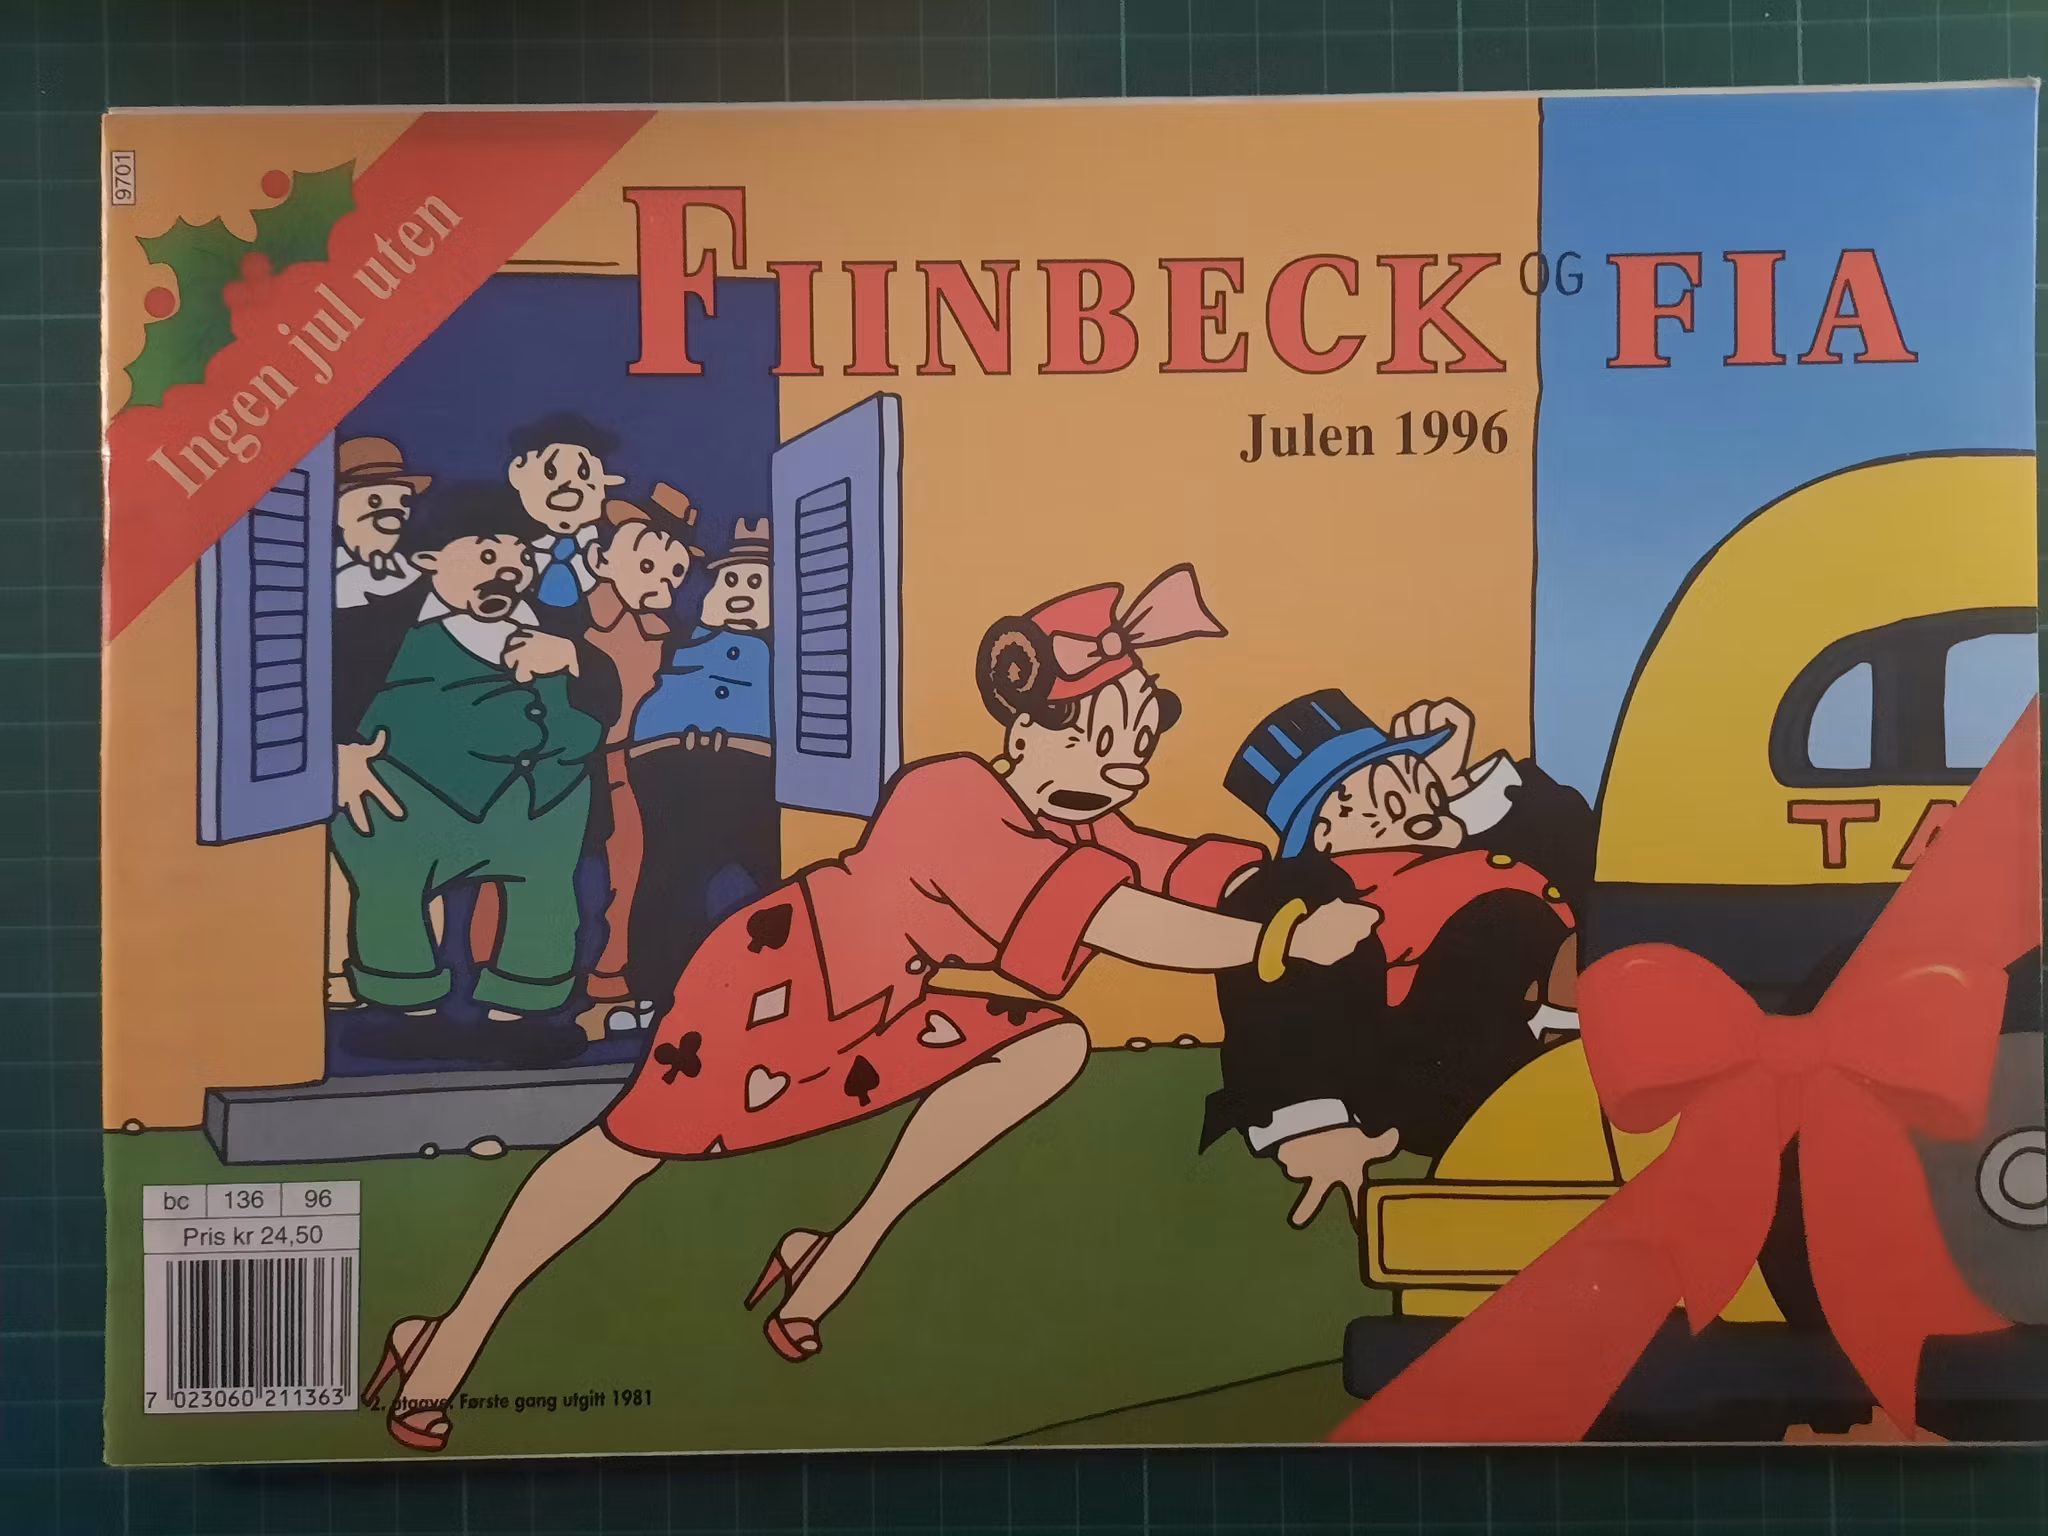 9701
Ingen jul uten
FIINBECK OG FIA
Julen 1996
TA
bc 136 96
Pris kr 24,50
7 023060 211363
2. utgave. Første gang utgitt 1981